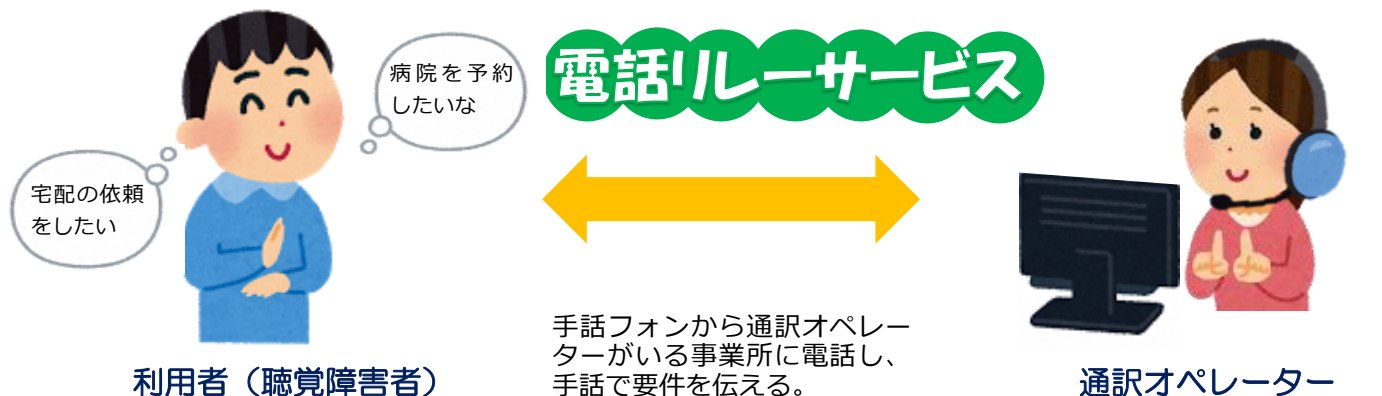 電話リレーサービス
病院を予約
したいな
宅配の依頼
をしたい
手話フォンから通訳オペレー
ターがいる事業所に電話し、
手話で要件を伝える。
利用者（聴覚障害者）
通訳オペレーター